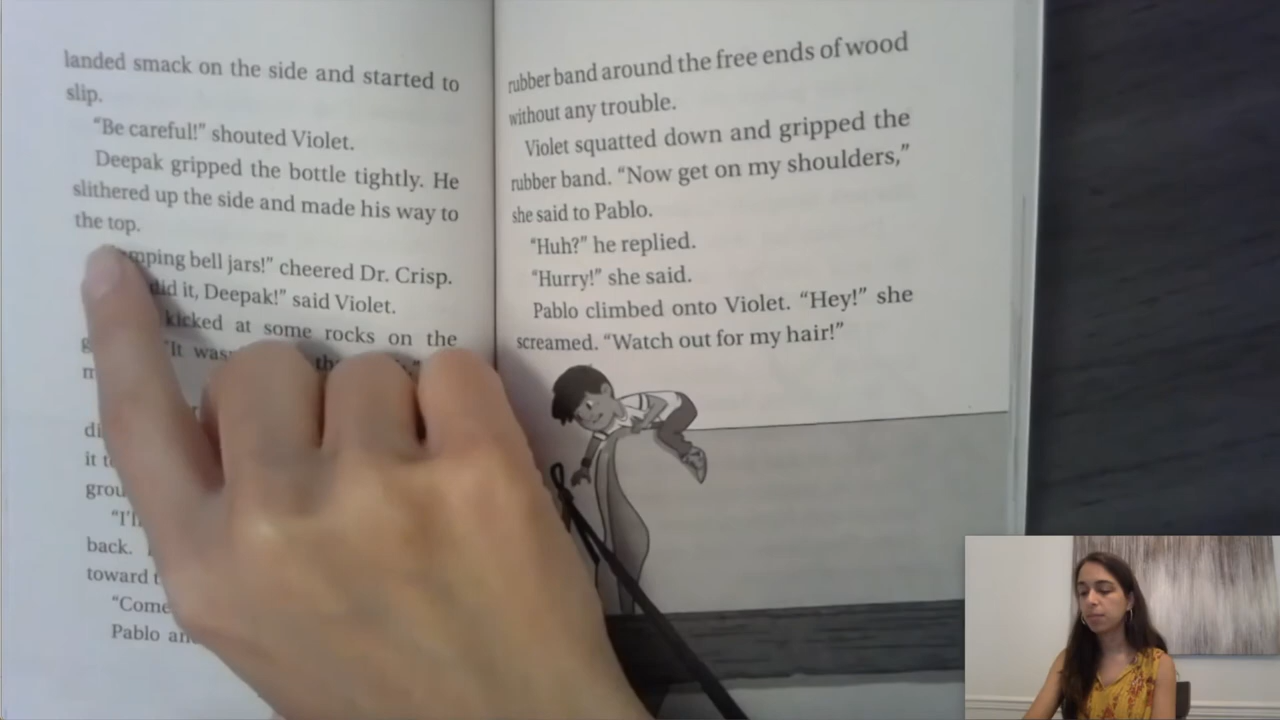 landed smack on the side and started to
slip.
“Be careful!” shouted Violet.
Deepak gripped the bottle tightly. He
slithered up the side and made his way to
the top.
bell jars!” cheered Dr. Crisp.
did it, Deepak!” said Violet.
kicked at some rocks on the
“It
it
back.
toward
“Come
Pablo
rubber band around the free ends of wood
without any trouble.
Violet squatted down and gripped the
rubber band. “Now get on my shoulders,”
she said to Pablo.
“Huh?” he replied.
“Hurry!” she said.
Pablo climbed onto Violet. “Hey!” she
screamed. “Watch out for my hair!”